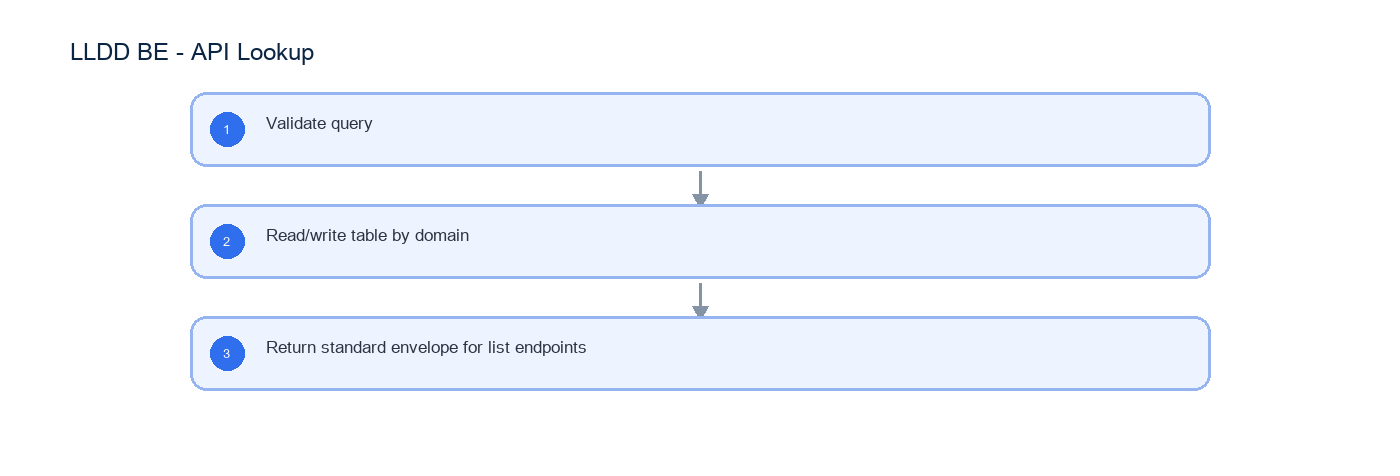 LLDD BE - API Lookup
1 Validate query
2 Read/write table by domain
3 Return standard envelope for list endpoints